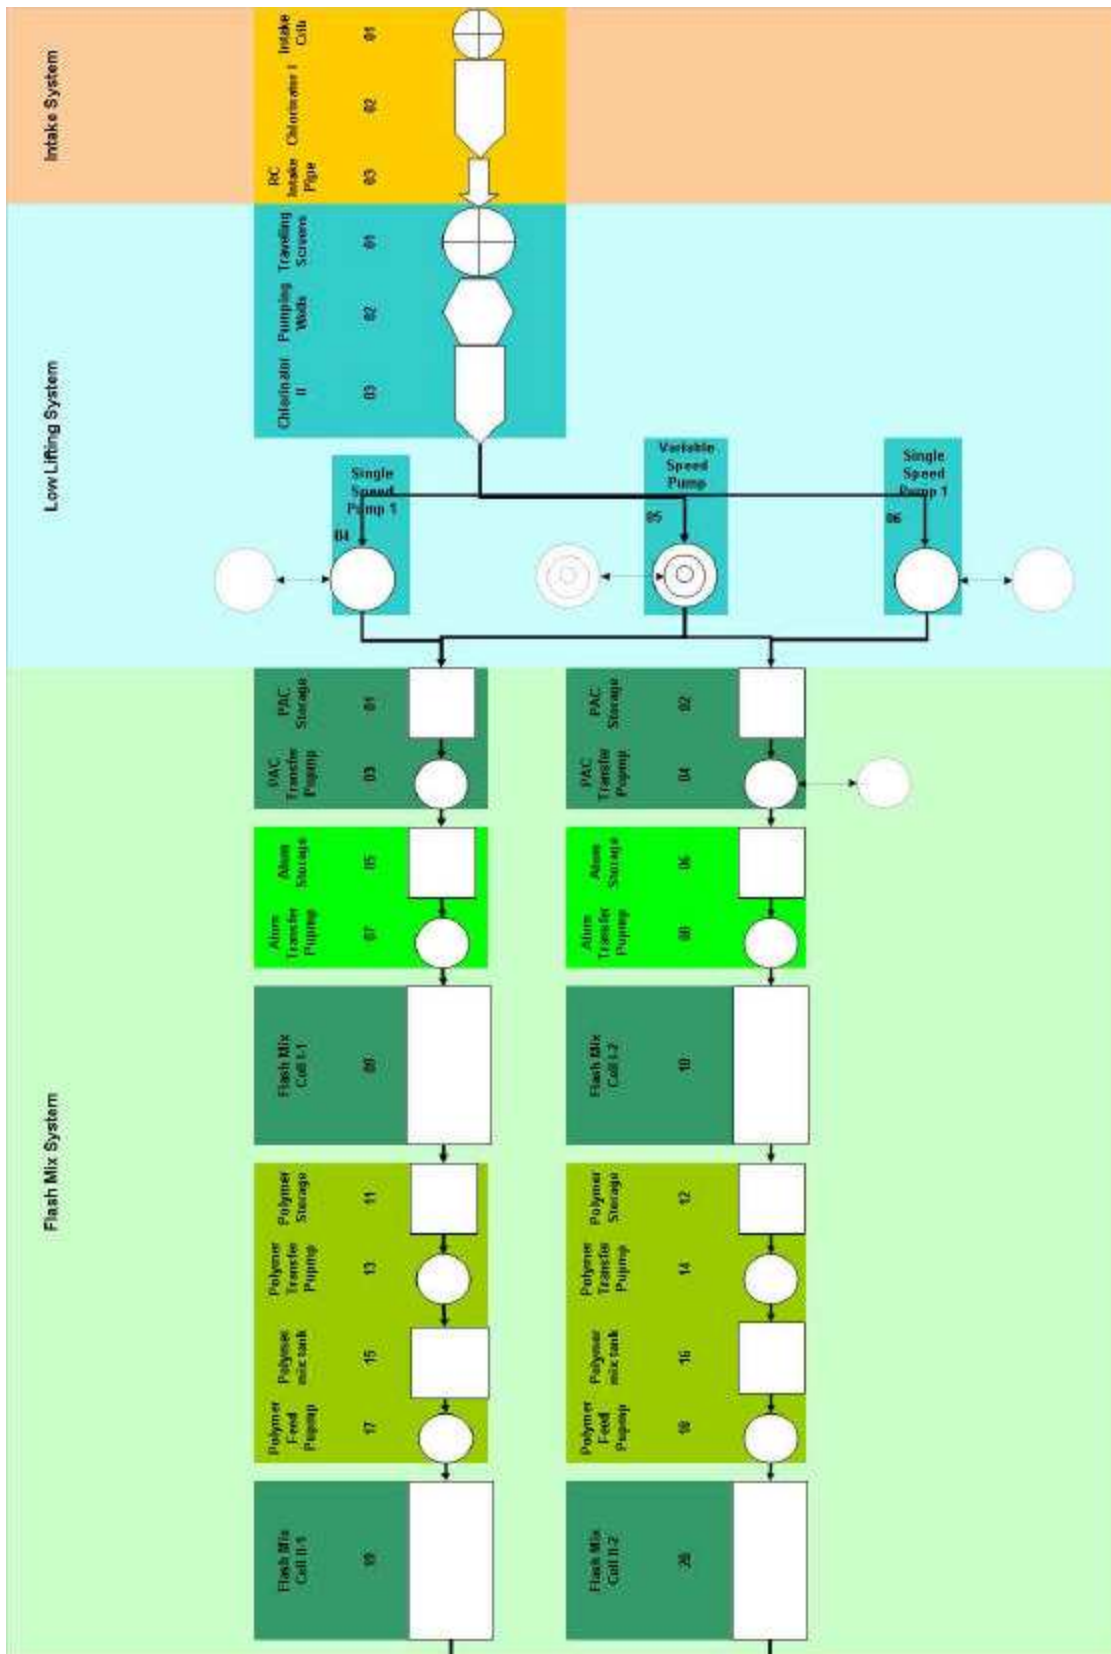 Intake System
Intake
Crib
01
Chlorinator I
02
RC
Intake
Pipe
03
Low Lifting System
Traveling
Screens
01
Pumping
Wells
02
Chlorinator
II
03
Single
Speed
Pump 1
04
Variable
Speed
Pump
05
Single
Speed
Pump 1
06
Flash Mix System
PAC
Storage
01
PAC
Storage
02
PAC
Transfer
Pupmp
03
PAC
Transfer
Pupmp
04
Alum
Storage
05
Alum
Storage
06
Alum
Transfer
Pupmp
07
Alum
Transfer
Pupmp
08
Flash Mix
Cell I-1
09
Flash Mix
Cell I-2
10
Polymer
Storage
11
Polymer
Storage
12
Polymer
Transfer
Pupmp
13
Polymer
Transfer
Pupmp
14
Polymer
mix tank
15
Polymer
mix tank
16
Polymer
Feed
Pupmp
17
Polymer
Feed
Pupmp
18
Flash Mix
Cell II-1
19
Flash Mix
Cell II-2
20